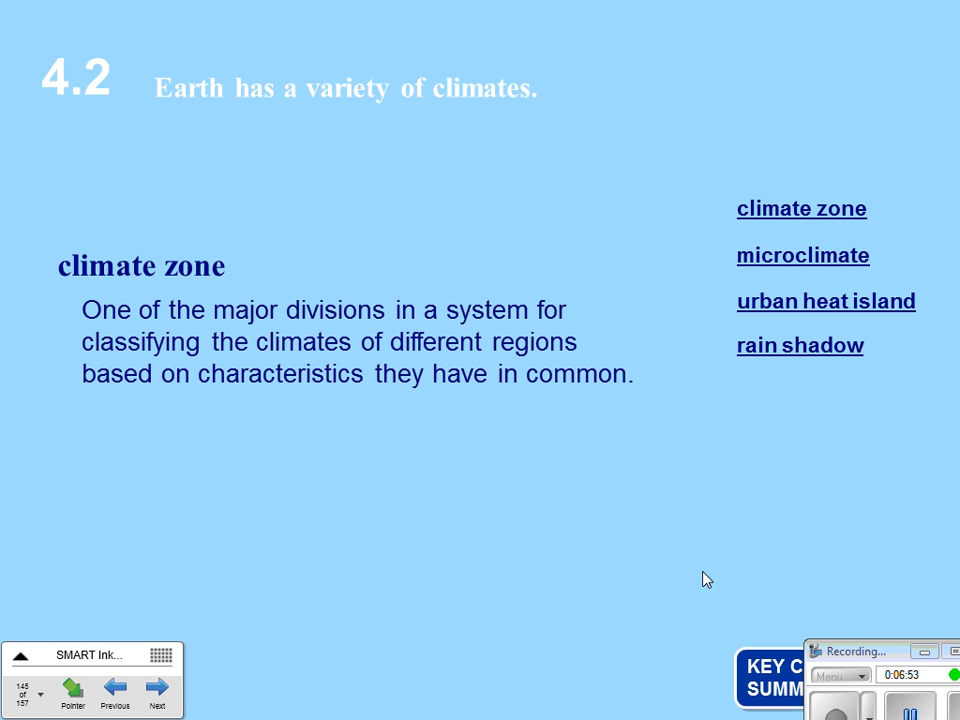 4.2 Earth has a variety of climates.
climate zone
One of the major divisions in a system for
classifying the climates of different regions
based on characteristics they have in common.
climate zone
microclimate
urban heat island
rain shadow
SMART Ink...
145
of
157
Pointer Previous Next
KEY C
SUMM
Recording...
Menu 0:06:53